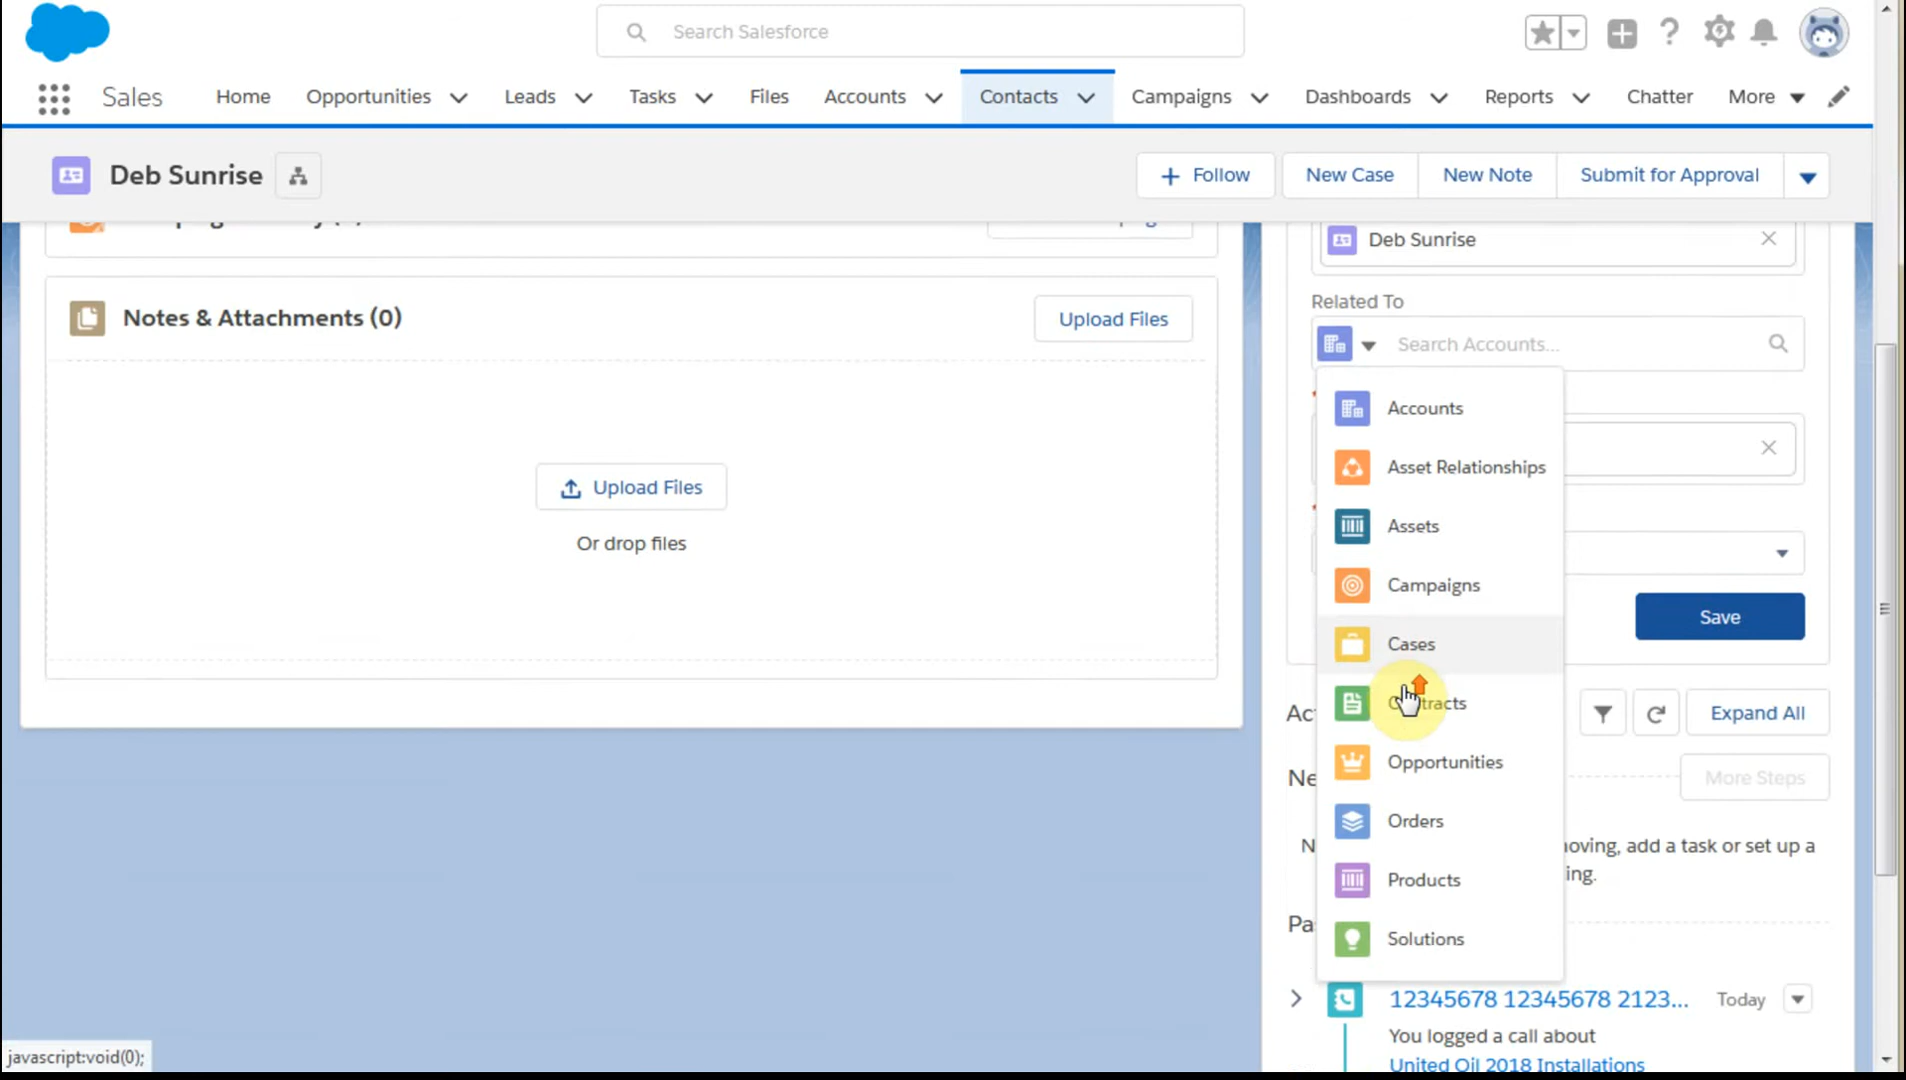 Search Salesforce
Sales Home Opportunities Leads Tasks Files Accounts Contacts Campaigns Dashboards Reports Chatter More
Deb Sunrise
Follow New Case New Note Submit for Approval
Notes & Attachments (0)
Upload Files
Upload Files
Or drop files
Deb Sunrise
Related To
Search Accounts...
Accounts
Asset Relationships
Assets
Campaigns
Cases
Save
Contracts
Expand All
Opportunities
More Steps
Orders
add a task or set up a
Products
Solutions
12345678 12345678 2123... Today
You logged a call about
United Oil 2018 Installations
javascript:void(0);